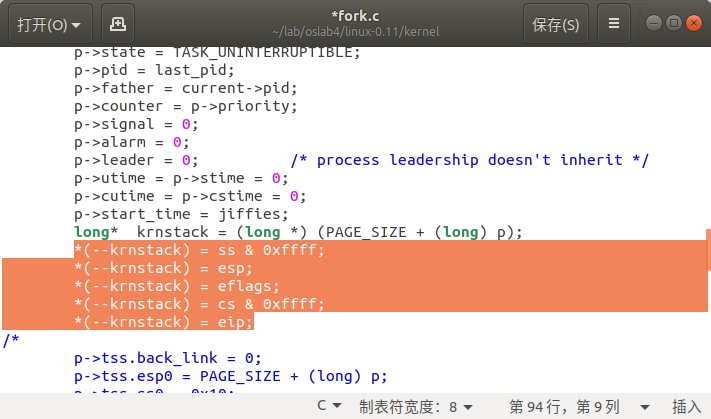 打开(O)
*fork.c
~/lab/oslab4/linux-0.11/kernel
保存(S)
p->state = TASK_UNINTERRUPTIBLE;
p->pid = last_pid;
p->father = current->pid;
p->counter = p->priority;
p->signal = 0;
p->alarm = 0;
p->leader = 0;		/* process leadership doesn't inherit */
p->utime = p->stime = 0;
p->cutime = p->cstime = 0;
p->start_time = jiffies;
long*  krnstack = (long *) (PAGE_SIZE + (long) p);
*(--krnstack) = ss & 0xffff;
*(--krnstack) = esp;
*(--krnstack) = eflags;
*(--krnstack) = cs & 0xffff;
*(--krnstack) = eip;
/*
p->tss.back_link = 0;
p->tss.esp0 = PAGE_SIZE + (long) p;
p->tss.ss0 = 0x10;
C 制表符宽度: 8 第 94 行，第 9 列 插入